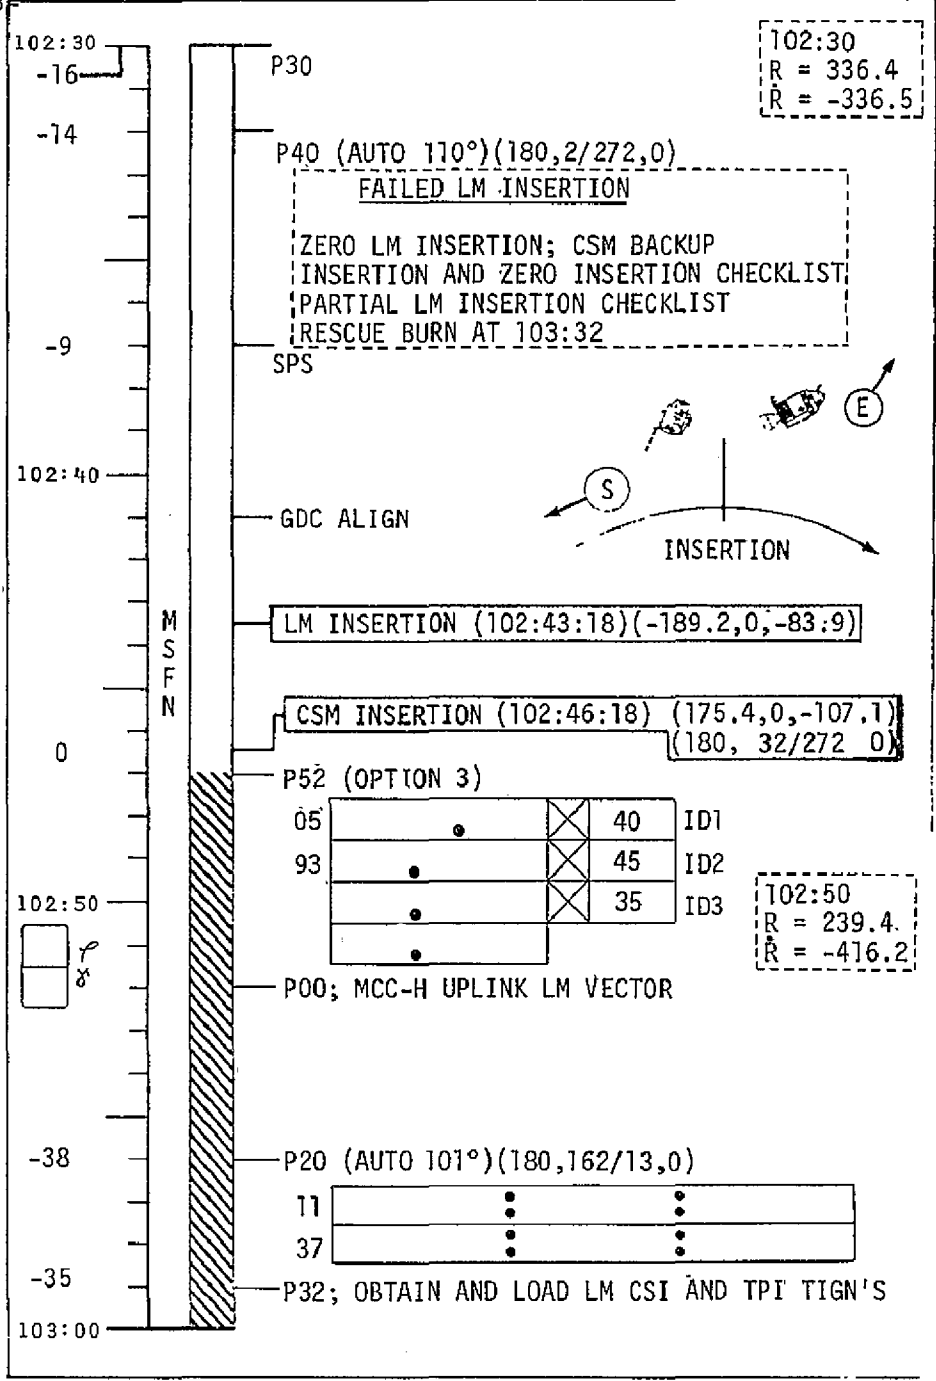 102:30
-16
P30
102:30
R = 336.4
Ṙ = -336.5
-14
P40 (AUTO 110°)(180,2/272,0)
FAILED LM INSERTION
ZERO LM INSERTION; CSM BACKUP
INSERTION AND ZERO INSERTION CHECKLIST
PARTIAL LM INSERTION CHECKLIST
RESCUE BURN AT 103:32
-9
SPS
E
102:40
S
GDC ALIGN
INSERTION
MSFN
LM INSERTION (102:43:18)(-189.2,0,-83.9)
CSM INSERTION (102:46:18) (175.4,0,-107.1)
(180, 32/272 0)
0
P52 (OPTION 3)
05 40 ID1
93 45 ID2
35 ID3
102:50
102:50
R = 239.4
Ṙ = -416.2
P00; MCC-H UPLINK LM VECTOR
-38
P20 (AUTO 101°)(180,162/13,0)
11
37
-35
P32; OBTAIN AND LOAD LM CSI AND TPI TIGN'S
103:00